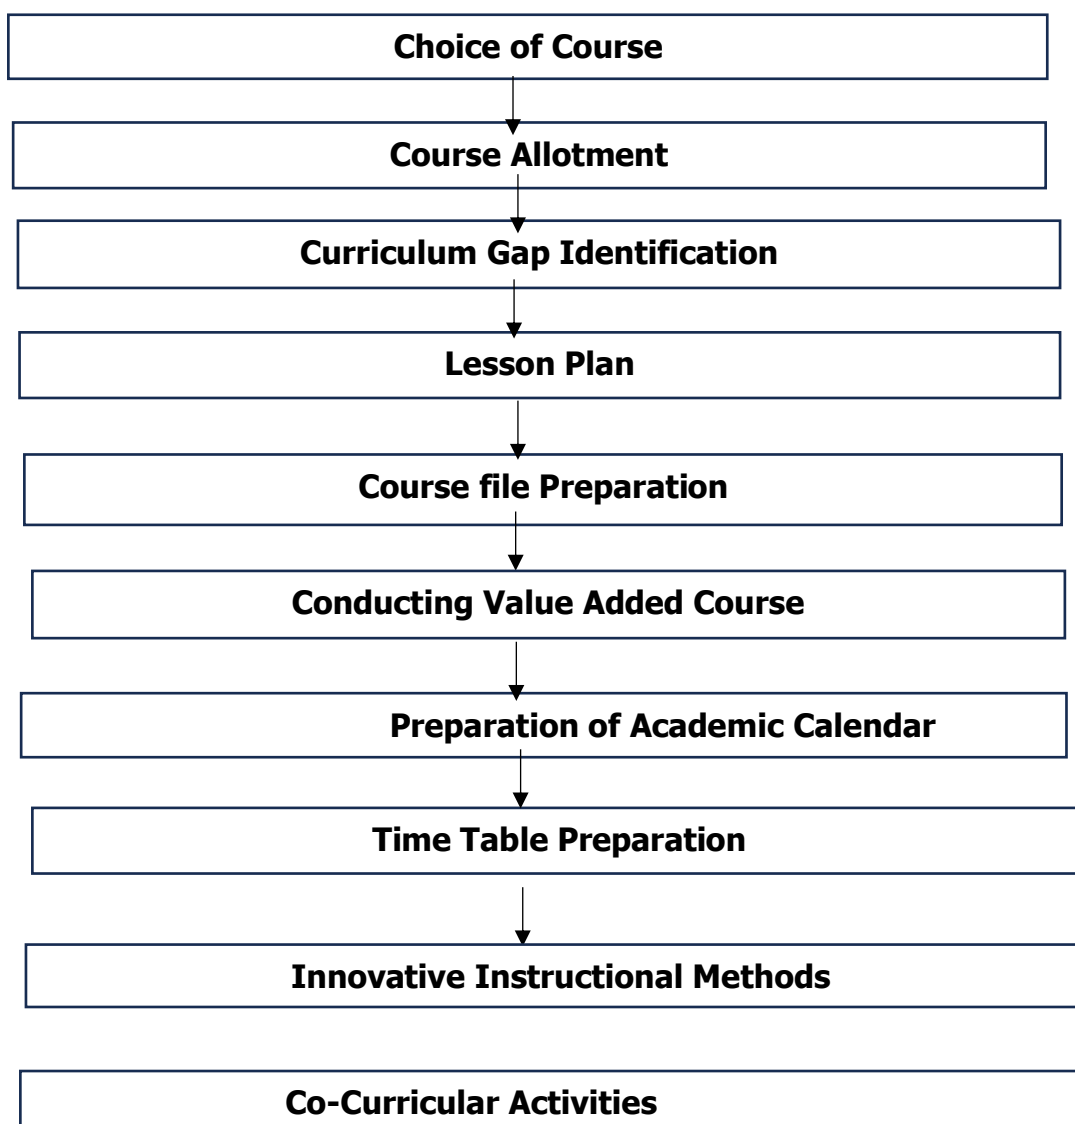 Choice of Course
Course Allotment
Curriculum Gap Identification
Lesson Plan
Course file Preparation
Conducting Value Added Course
Preparation of Academic Calendar
Time Table Preparation
Innovative Instructional Methods
Co-Curricular Activities